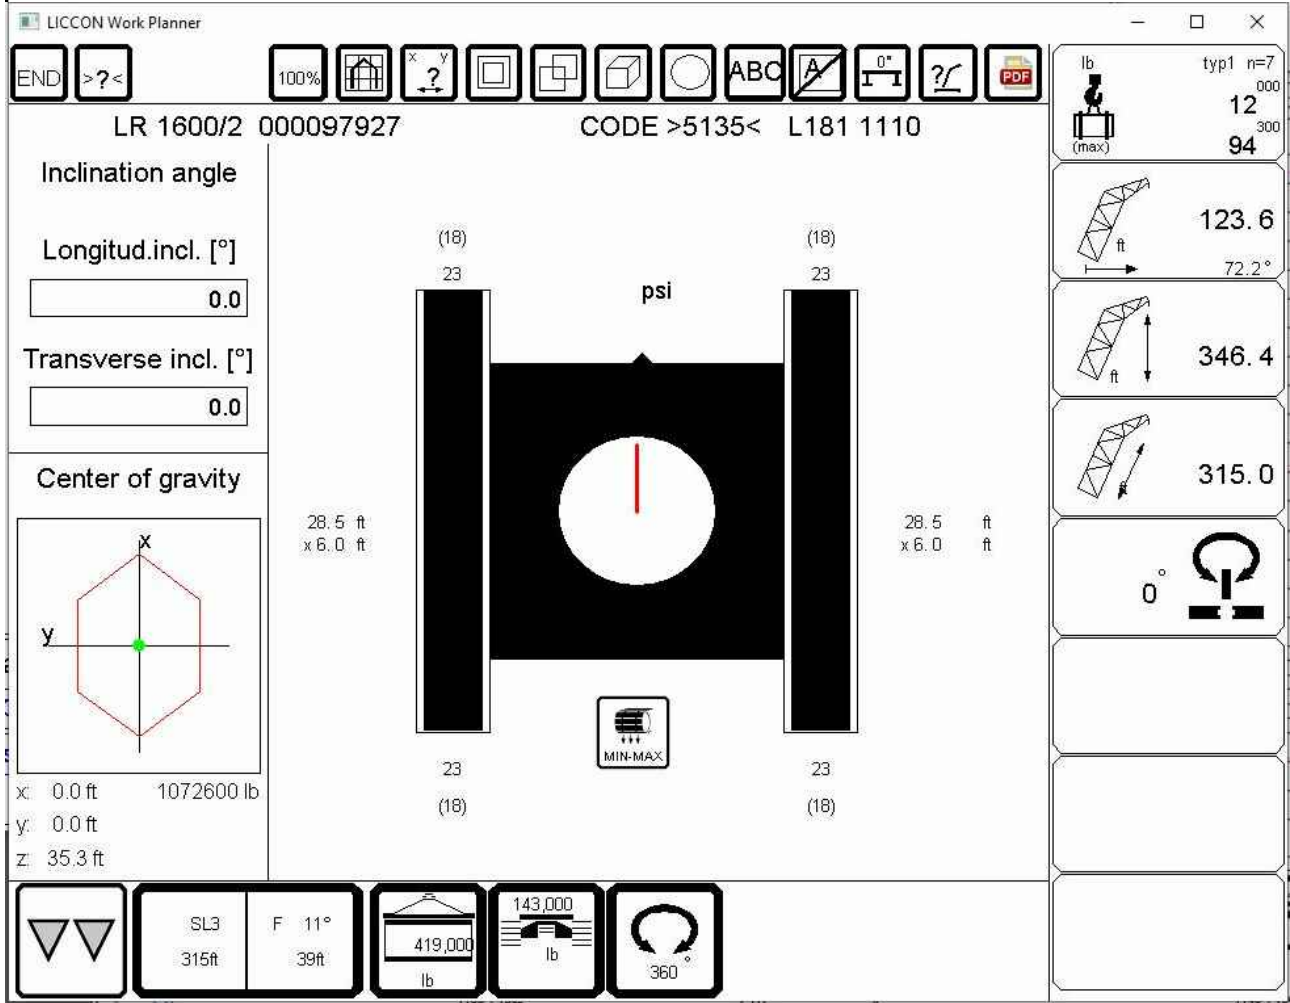 LICCON Work Planner
END
>?<
100%
x y
?
ABC
A
0°
?
PDF
LR 1600/2 000097927
CODE >5135< L181 1110
Inclination angle
Longitud.incl. [°]
0.0
Transverse incl. [°]
0.0
Center of gravity
x
y
x: 0.0 ft 1072600 lb
y: 0.0 ft
z: 35.3 ft
(18)
23
(18)
23
psi
28.5 ft
x 6.0 ft
28.5 ft
x 6.0 ft
MIN-MAX
23
(18)
23
(18)
lb typ1 n=7
000
12
300
94
(max)
123.6
ft
72.2°
346.4
ft
315.0
0°
SL3
315ft
F 11°
39ft
419,000
lb
143,000
lb
360°